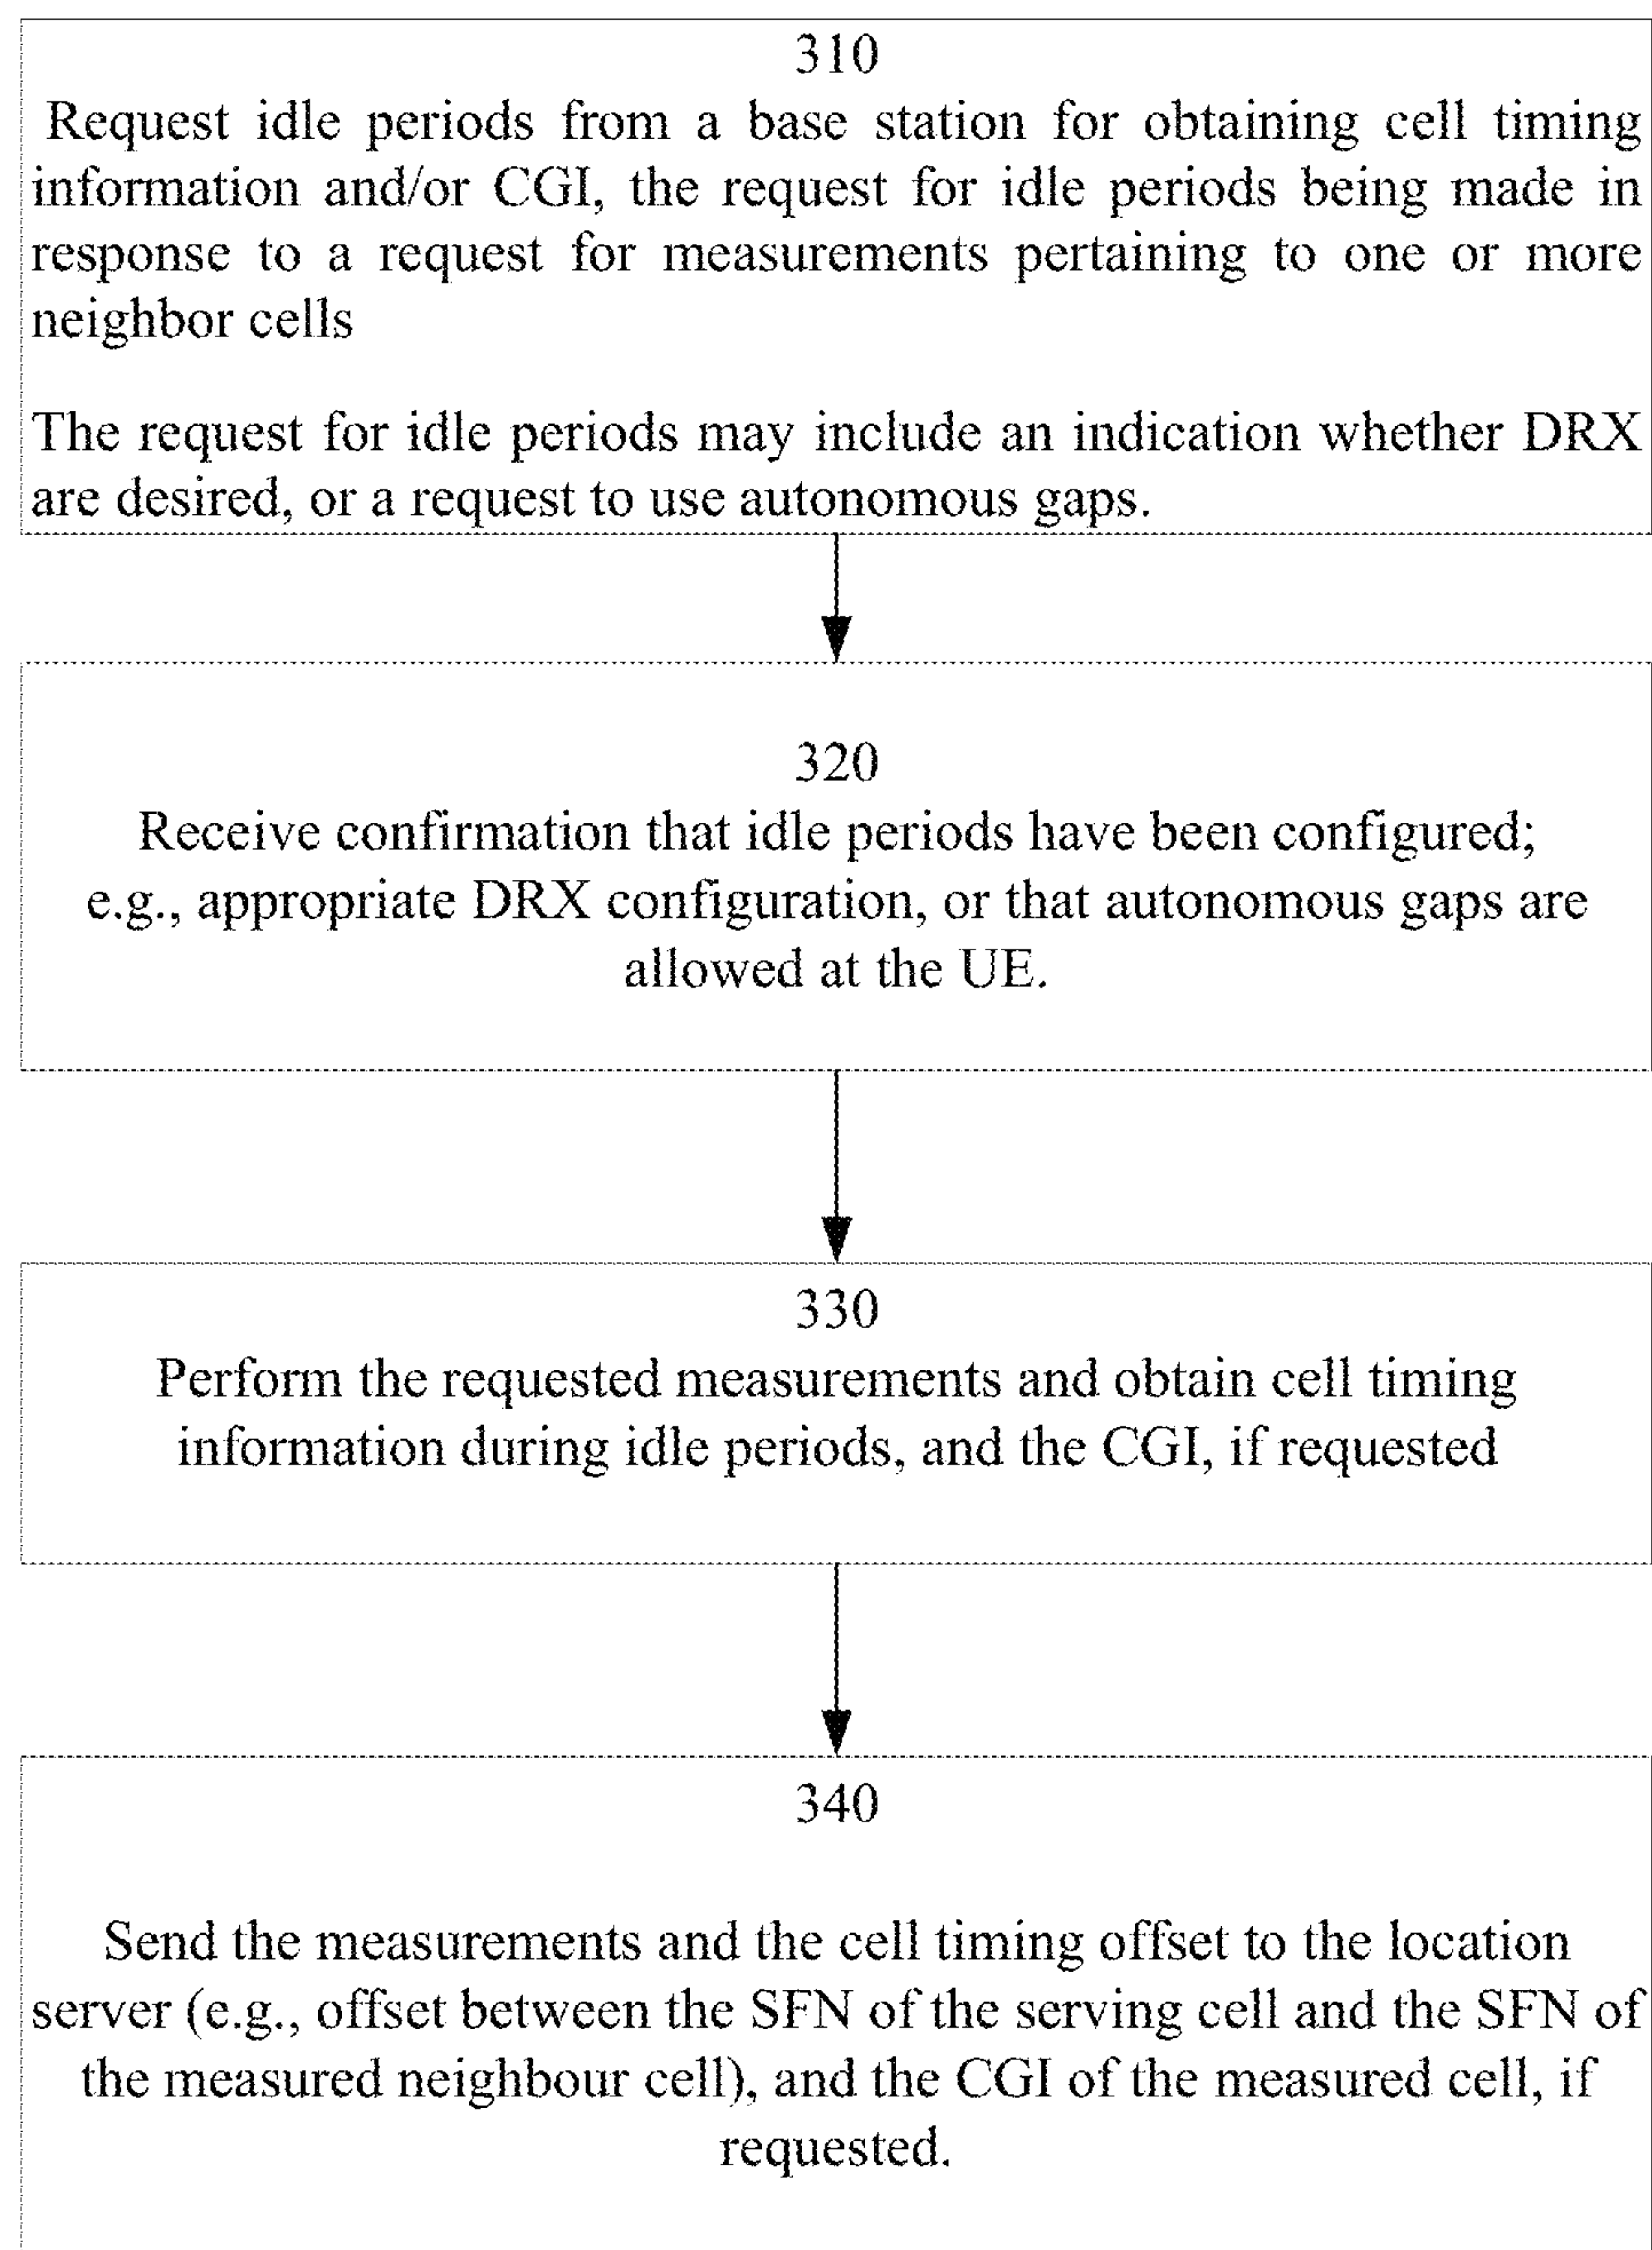 310
Request idle periods from a base station for obtaining cell timing
information and/or CGI, the request for idle periods being made in
response to a request for measurements pertaining to one or more
neighbor cells
The request for idle periods may include an indication whether DRX
are desired, or a request to use autonomous gaps.
320
Receive confirmation that idle periods have been configured;
e.g., appropriate DRX configuration, or that autonomous gaps are
allowed at the UE.
330
Perform the requested measurements and obtain cell timing
information during idle periods, and the CGI, if requested
340
Send the measurements and the cell timing offset to the location
server (e.g., offset between the SFN of the serving cell and the SFN of
the measured neighbour cell), and the CGI of the measured cell, if
requested.